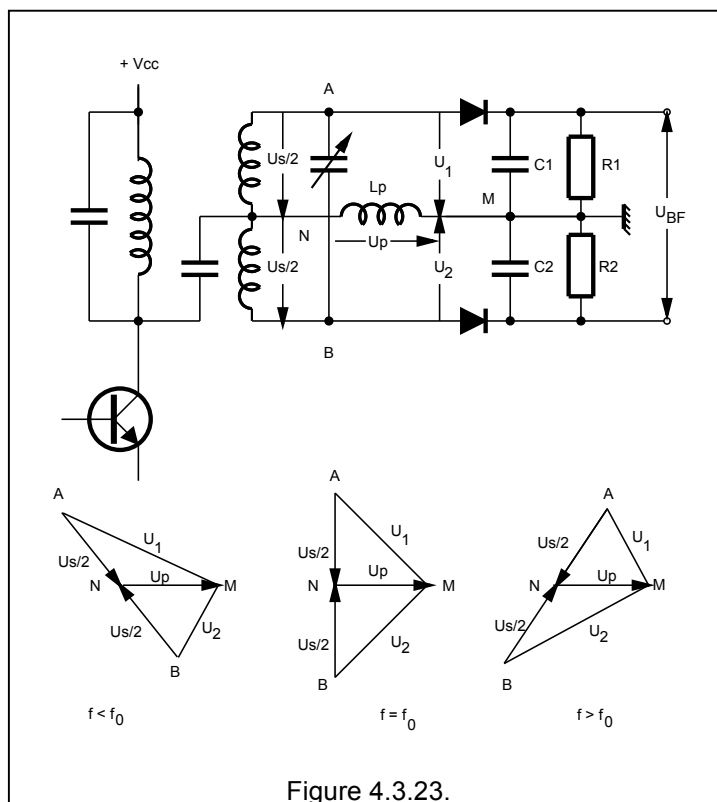 + Vcc
A
Us/2
Lp
U1
C1
R1
M
N
Up
UBF
Us/2
U2
C2
R2
B
A
A
A
U1
Us/2
U1
Us/2
U1
Us/2
N
Up
M
N
Up
M
N
Up
M
Us/2
U2
Us/2
U2
Us/2
U2
B
B
B
f < f0
f = f0
f > f0
Figure 4.3.23.